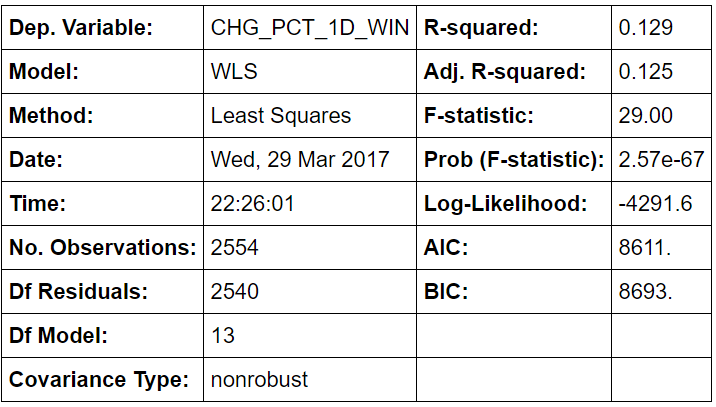 Dep. Variable: CHG_PCT_1D_WIN R-squared: 0.129
Model: WLS Adj. R-squared: 0.125
Method: Least Squares F-statistic: 29.00
Date: Wed, 29 Mar 2017 Prob (F-statistic): 2.57e-67
Time: 22:26:01 Log-Likelihood: -4291.6
No. Observations: 2554 AIC: 8611.
Df Residuals: 2540 BIC: 8693.
Df Model: 13
Covariance Type: nonrobust